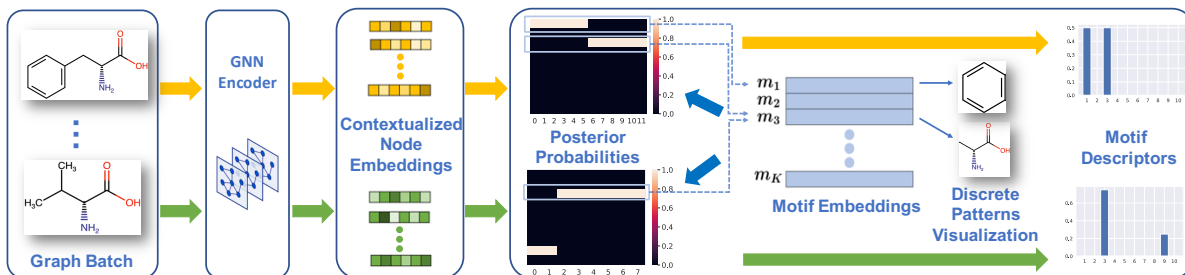 O
OH
NH₂
Graph Batch
CH₃
O
H₃C
OH
NH₂
GNN
Encoder
Contextualized
Node
Embeddings
1.0
0.8
0.6
0.4
0.2
0.0
0 1 2 3 4 5 6 7 8 9 10 11
Posterior
Probabilities
1.0
0.8
0.6
0.4
0.2
0.0
0 1 2 3 4 5 6 7
m₁
m₂
m₃
m_K
Motif Embeddings
O
OH
NH₂
Discrete
Patterns
Visualization
0.5
0.4
0.3
0.2
0.1
0.0
1 2 3 4 5 6 7 8 9 10
Motif
Descriptors
0.6
0.4
0.2
0.0
1 2 3 4 5 6 7 8 9 10